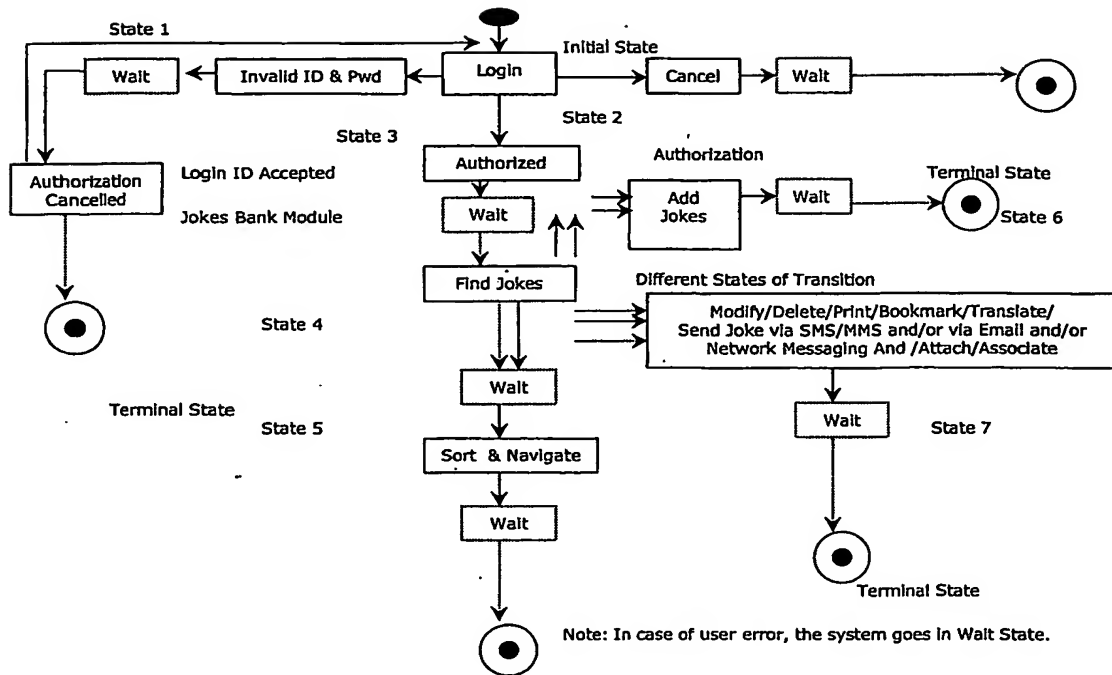 State 1
Initial State
Login
Wait
Invalid ID & Pwd
Cancel
Wait
State 2
State 3
Authorized
Authorization
Authorization
Cancelled
Login ID Accepted
Wait
Add
Jokes
Wait
Terminal State
State 6
Jokes Bank Module
Find Jokes
Different States of Transition
Modify/Delete/Print/Bookmark/Translate/
Send Joke via SMS/MMS and/or via Email and/or
Network Messaging And /Attach/Associate
State 4
Wait
Terminal State
State 5
Wait
State 7
Sort & Navigate
Wait
Terminal State
Note: In case of user error, the system goes in Wait State.